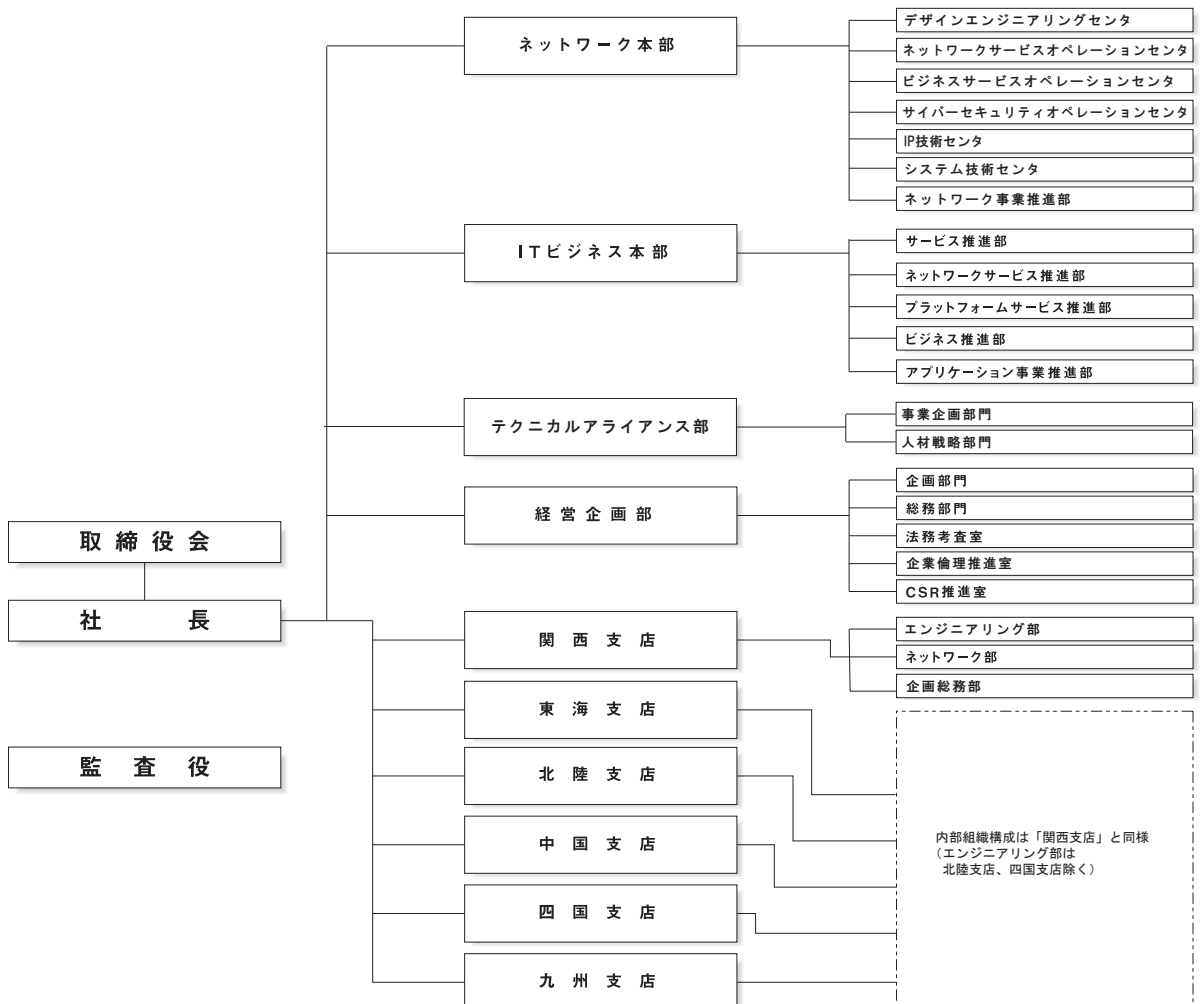 取締役会
社長
監査役
ネットワーク本部
デザインエンジニアリングセンタ
ネットワークサービスオペレーションセンタ
ビジネスサービスオペレーションセンタ
サイバーセキュリティオペレーションセンタ
IP技術センタ
システム技術センタ
ネットワーク事業推進部
ITビジネス本部
サービス推進部
ネットワークサービス推進部
プラットフォームサービス推進部
ビジネス推進部
アプリケーション事業推進部
テクニカルアライアンス部
事業企画部門
人材戦略部門
経営企画部
企画部門
総務部門
法務考査室
企業倫理推進室
CSR推進室
関西支店
エンジニアリング部
ネットワーク部
企画総務部
東海支店
北陸支店
中国支店
四国支店
九州支店
内部組織構成は「関西支店」と同様
(エンジニアリング部は
北陸支店、四国支店除く)